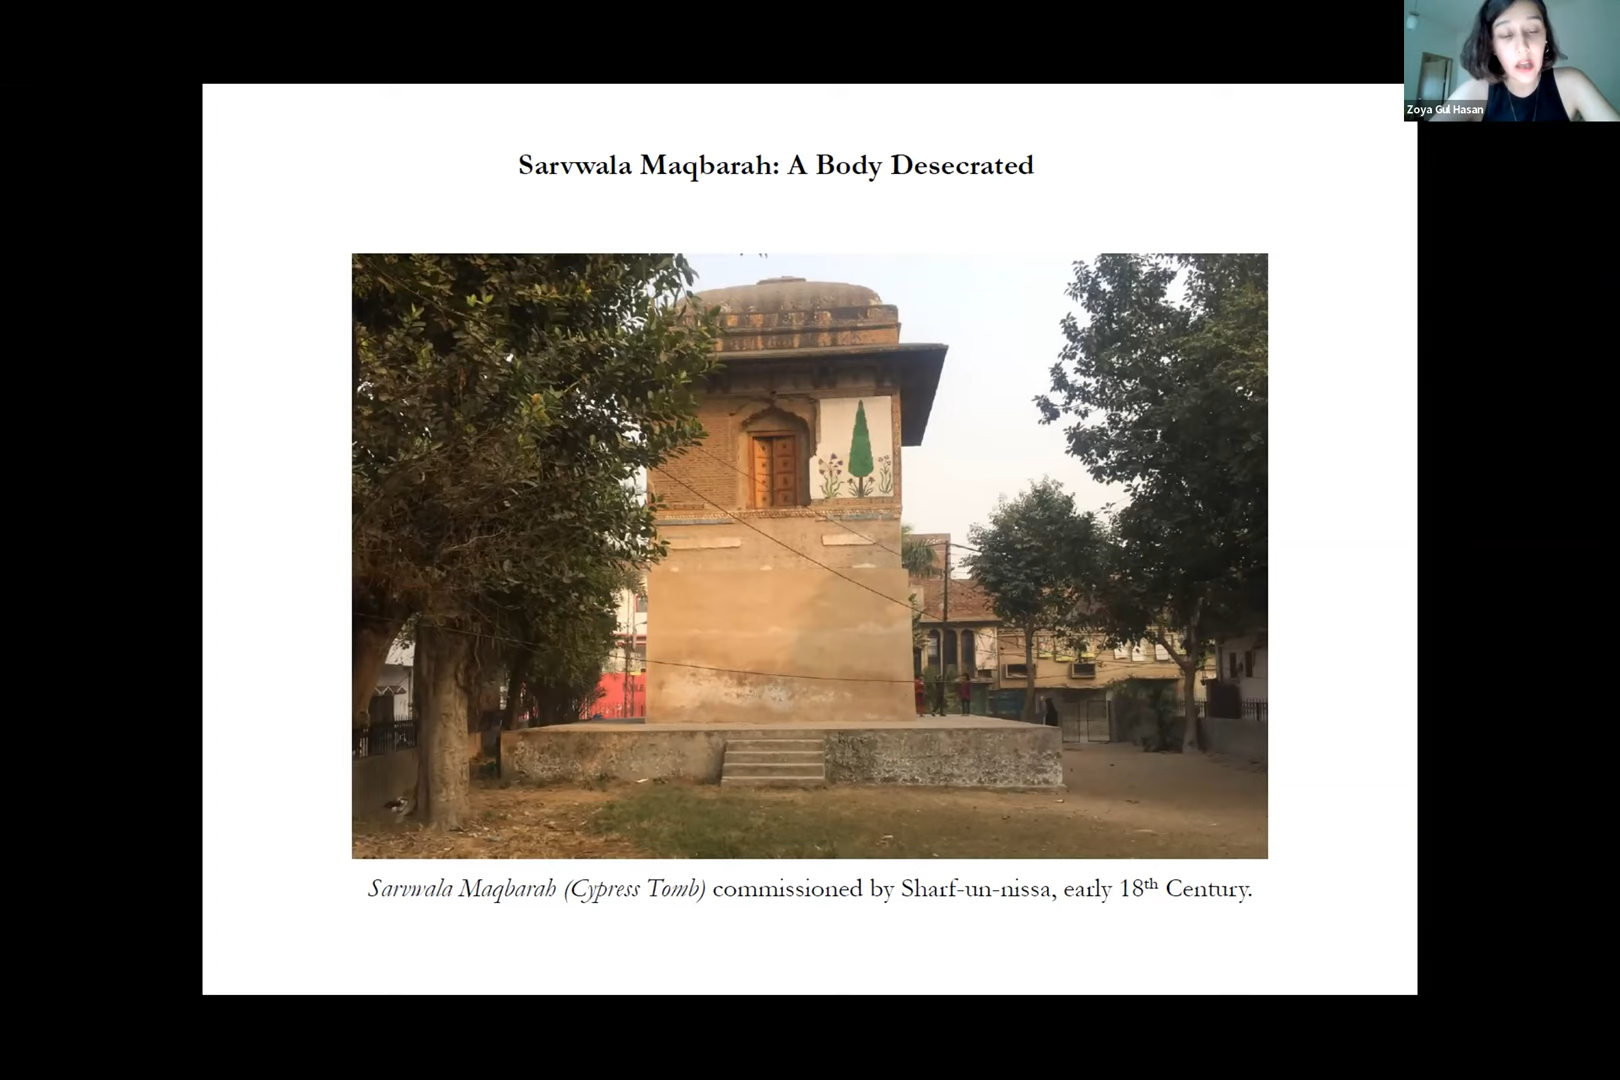 Zoya Gul Hasan
Sarvwala Maqbarah: A Body Desecrated
Sarvwala Maqbarah (Cypress Tomb) commissioned by Sharf-un-nissa, early 18th Century.